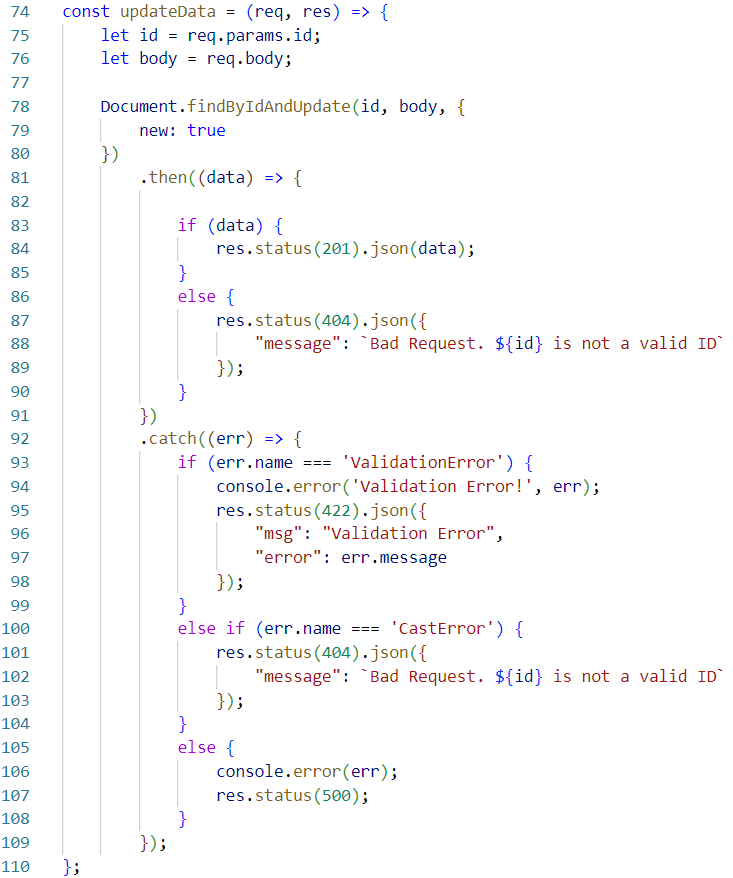 74 const updateData = (req, res) => {
75     let id = req.params.id;
76     let body = req.body;
77
78     Document.findByIdAndUpdate(id, body, {
79         new: true
80     })
81         .then((data) => {
82
83             if (data) {
84                 res.status(201).json(data);
85             }
86             else {
87                 res.status(404).json({
88                     "message": `Bad Request. ${id} is not a valid ID`
89                 });
90             }
91         })
92         .catch((err) => {
93             if (err.name === 'ValidationError') {
94                 console.error('Validation Error!', err);
95                 res.status(422).json({
96                     "msg": "Validation Error",
97                     "error": err.message
98                 });
99             }
100             else if (err.name === 'CastError') {
101                 res.status(404).json({
102                     "message": `Bad Request. ${id} is not a valid ID`
103                 });
104             }
105             else {
106                 console.error(err);
107                 res.status(500);
108             }
109         });
110 };